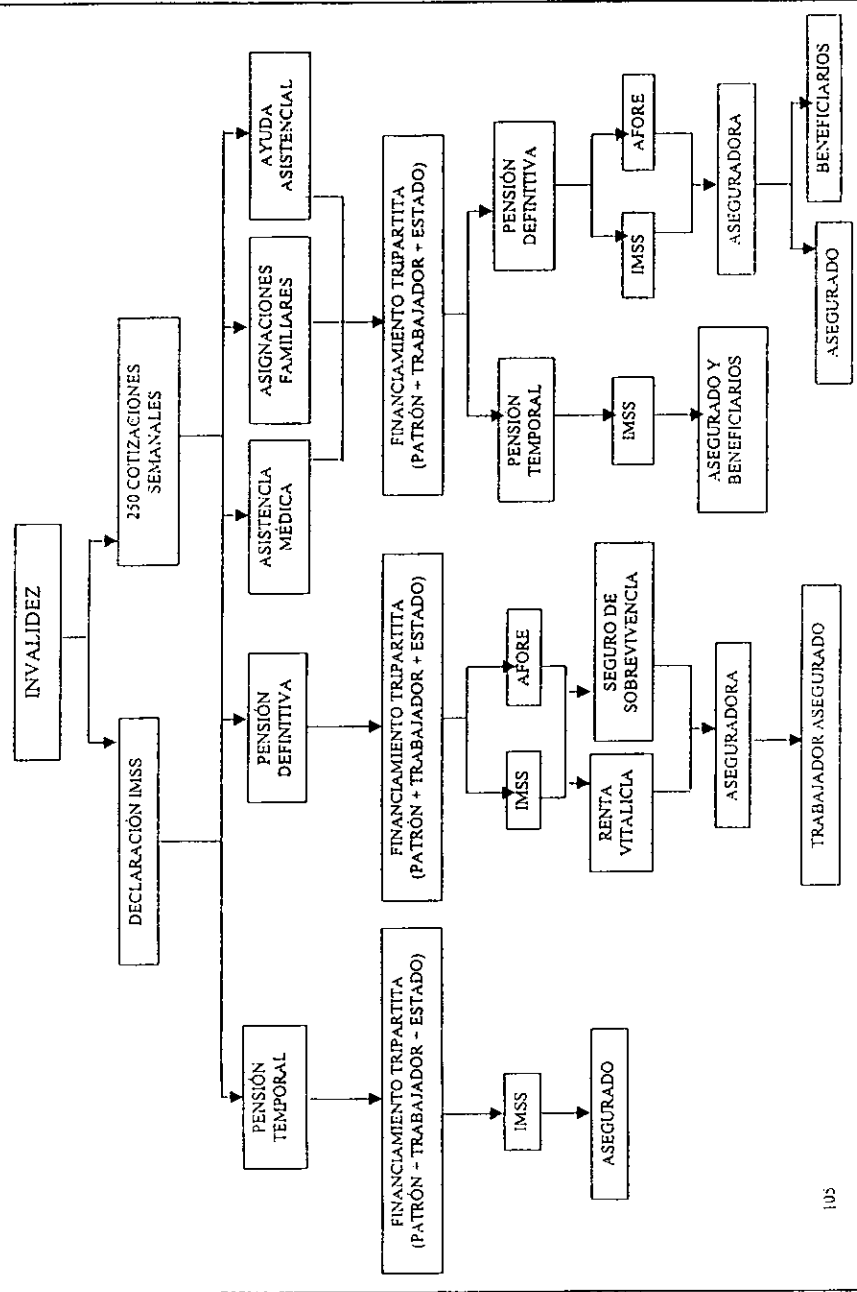 INVALIDEZ
DECLARACIÓN IMSS
250 COTIZACIONES
SEMANALES
PENSIÓN
TEMPORAL
PENSIÓN
DEFINITIVA
ASISTENCIA
MÉDICA
ASIGNACIONES
FAMILIARES
AYUDA
ASISTENCIAL
FINANCIAMIENTO TRIPARTITA
(PATRÓN + TRABAJADOR + ESTADO)
FINANCIAMIENTO TRIPARTITA
(PATRÓN + TRABAJADOR + ESTADO)
FINANCIAMIENTO TRIPARTITA
(PATRÓN + TRABAJADOR + ESTADO)
IMSS
ASEGURADO
IMSS
AFORE
RENTA
VITALICIA
SEGURO DE
SOBREVIVENCIA
ASEGURADORA
TRABAJADOR ASEGURADO
PENSIÓN
TEMPORAL
PENSIÓN
DEFINITIVA
IMSS
ASEGURADO Y
BENEFICIARIOS
IMSS
AFORE
ASEGURADORA
ASEGURADO
BENEFICIARIOS
105